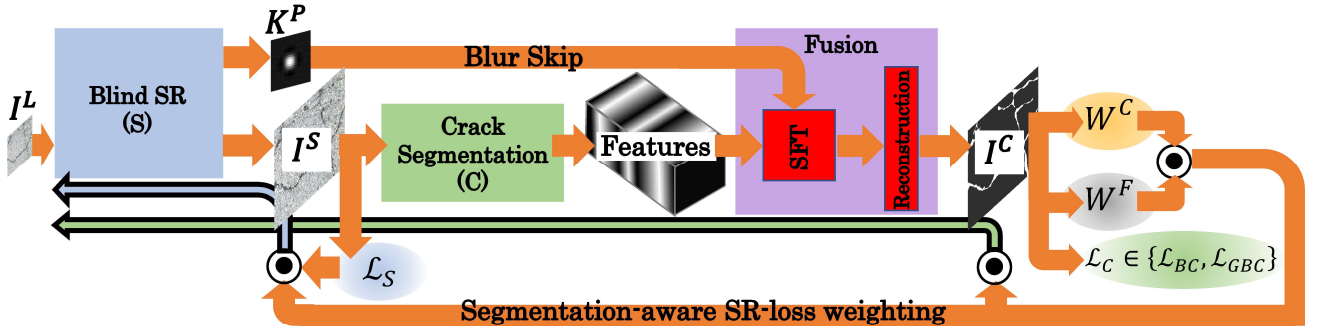 I^L
Blind SR
(S)
K^P
I^S
Blur Skip
Crack
Segmentation
(C)
Features
Fusion
SFT
Reconstruction
I^C
W^C
W^F
ℒ_S
ℒ_C ∈ {ℒ_BC, ℒ_GBC}
Segmentation-aware SR-loss weighting